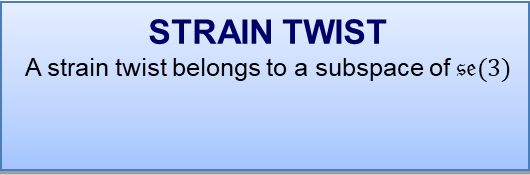 STRAIN TWIST
A strain twist belongs to a subspace of 𝔰𝔢(3)